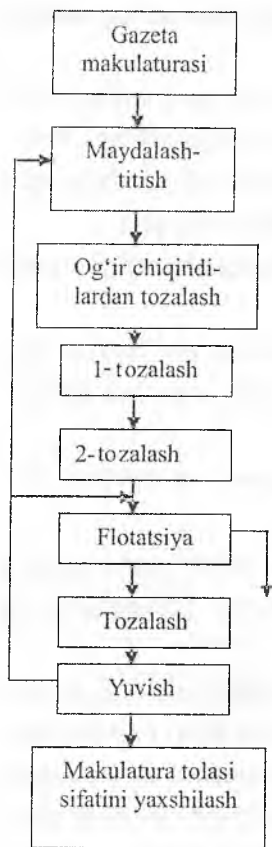 Gazeta
makulaturasi
Maydalash-
titish
Og‘ir chiqindi-
lardan tozalash
1- tozalash
2- tozalash
Flotatsiya
Tozalash
Yuvish
Makulatura tolasi
sifatini yaxshilash